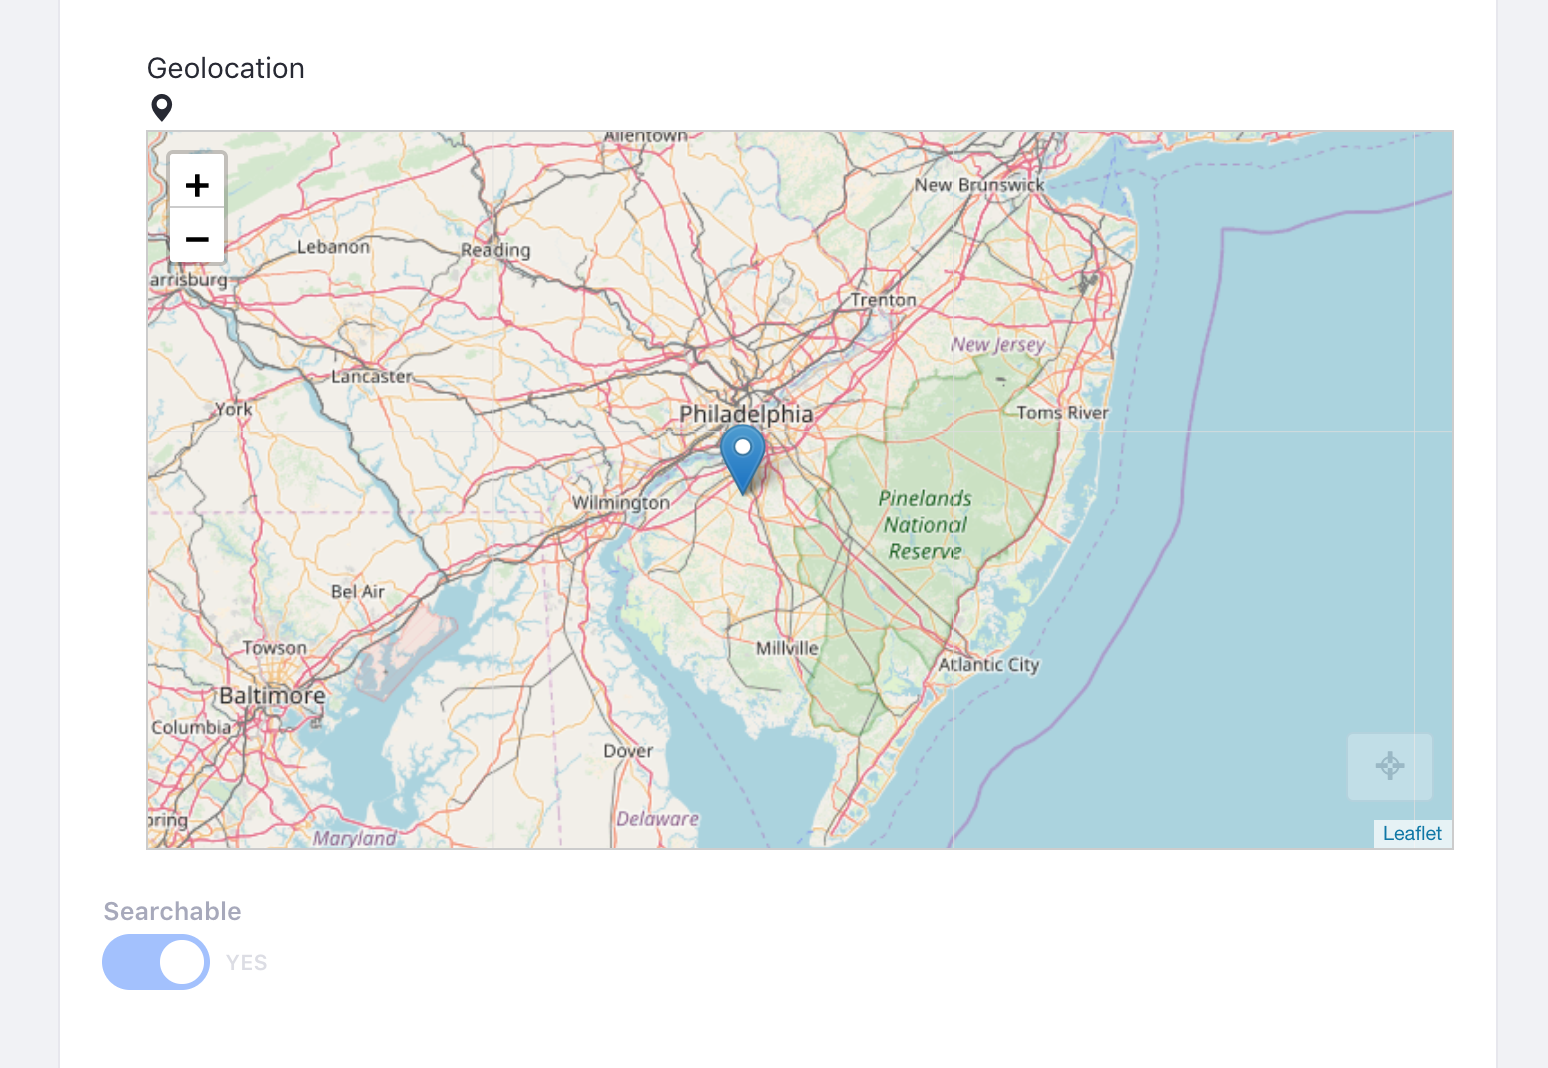 Geolocation
Allentown
+
New Brunswick
−
Lebanon
Reading
arrisburg
Trenton
New Jersey
Lancaster
York
Philadelphia
Toms River
Wilmington
Pinelands
National
Reserve
Bel Air
Towson
Millville
Atlantic City
Baltimore
Columbia
Dover
pring
Delaware
Maryland
Leaflet
Searchable
YES